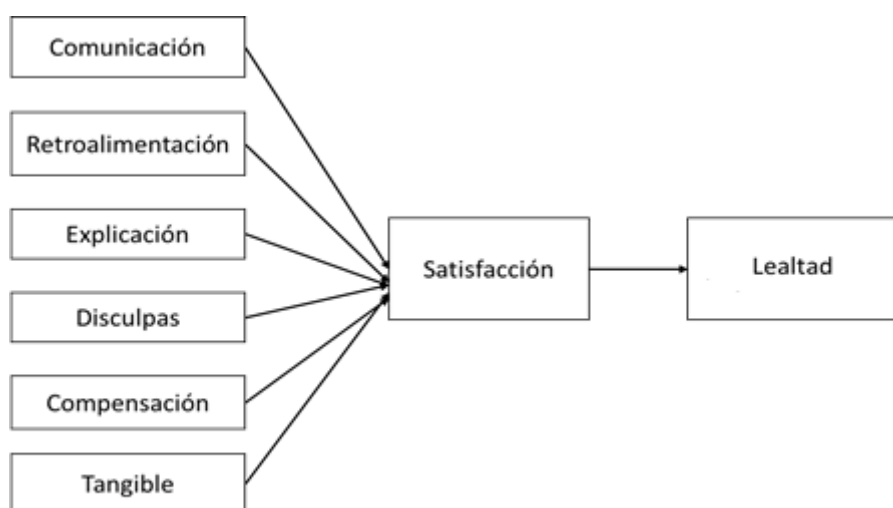 Comunicación
Retroalimentación
Explicación
Disculpas
Compensación
Tangible
Satisfacción
Lealtad